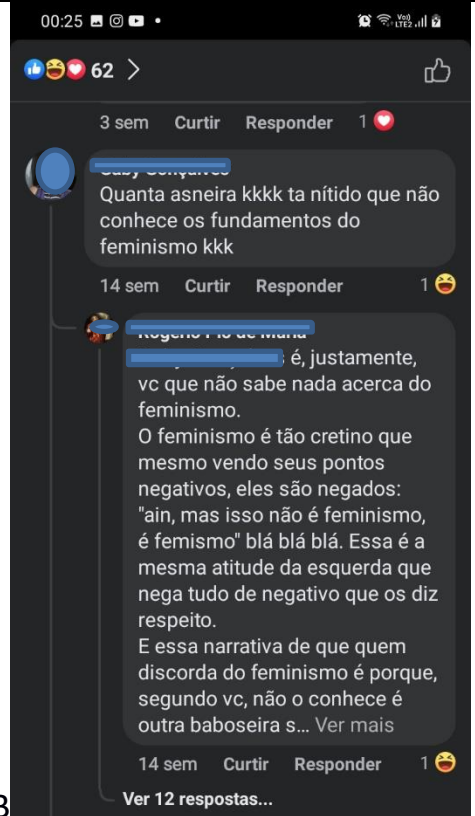 00:25
LTE2
62
3 sem Curtir Responder 1
Quanta asneira kkkk ta nítido que não
conhece os fundamentos do
feminismo kkk
14 sem Curtir Responder 1
é, justamente,
vc que não sabe nada acerca do
feminismo.
O feminismo é tão cretino que
mesmo vendo seus pontos
negativos, eles são negados:
"ain, mas isso não é feminismo,
é femismo" blá blá blá. Essa é a
mesma atitude da esquerda que
nega tudo de negativo que os diz
respeito.
E essa narrativa de que quem
discorda do feminismo é porque,
segundo vc, não o conhece é
outra baboseira s... Ver mais
14 sem Curtir Responder 1
Ver 12 respostas...